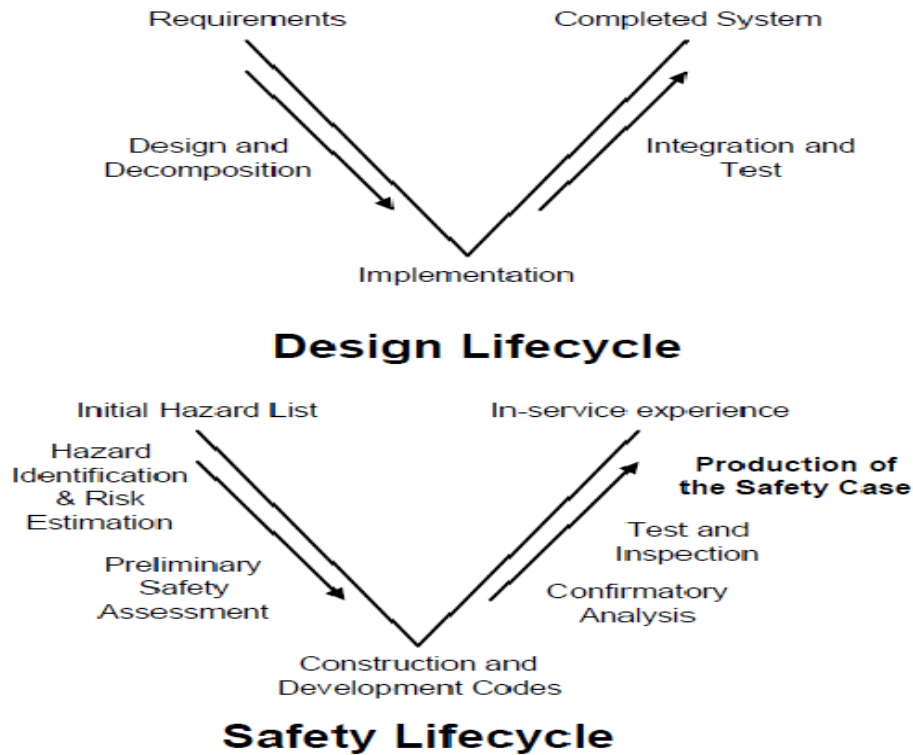 Requirements
Completed System
Design and
Decomposition
Integration and
Test
Implementation
Design Lifecycle
Initial Hazard List
In-service experience
Hazard
Identification
& Risk
Estimation
Production of
the Safety Case
Preliminary
Safety
Assessment
Test and
Inspection
Confirmatory
Analysis
Construction and
Development Codes
Safety Lifecycle